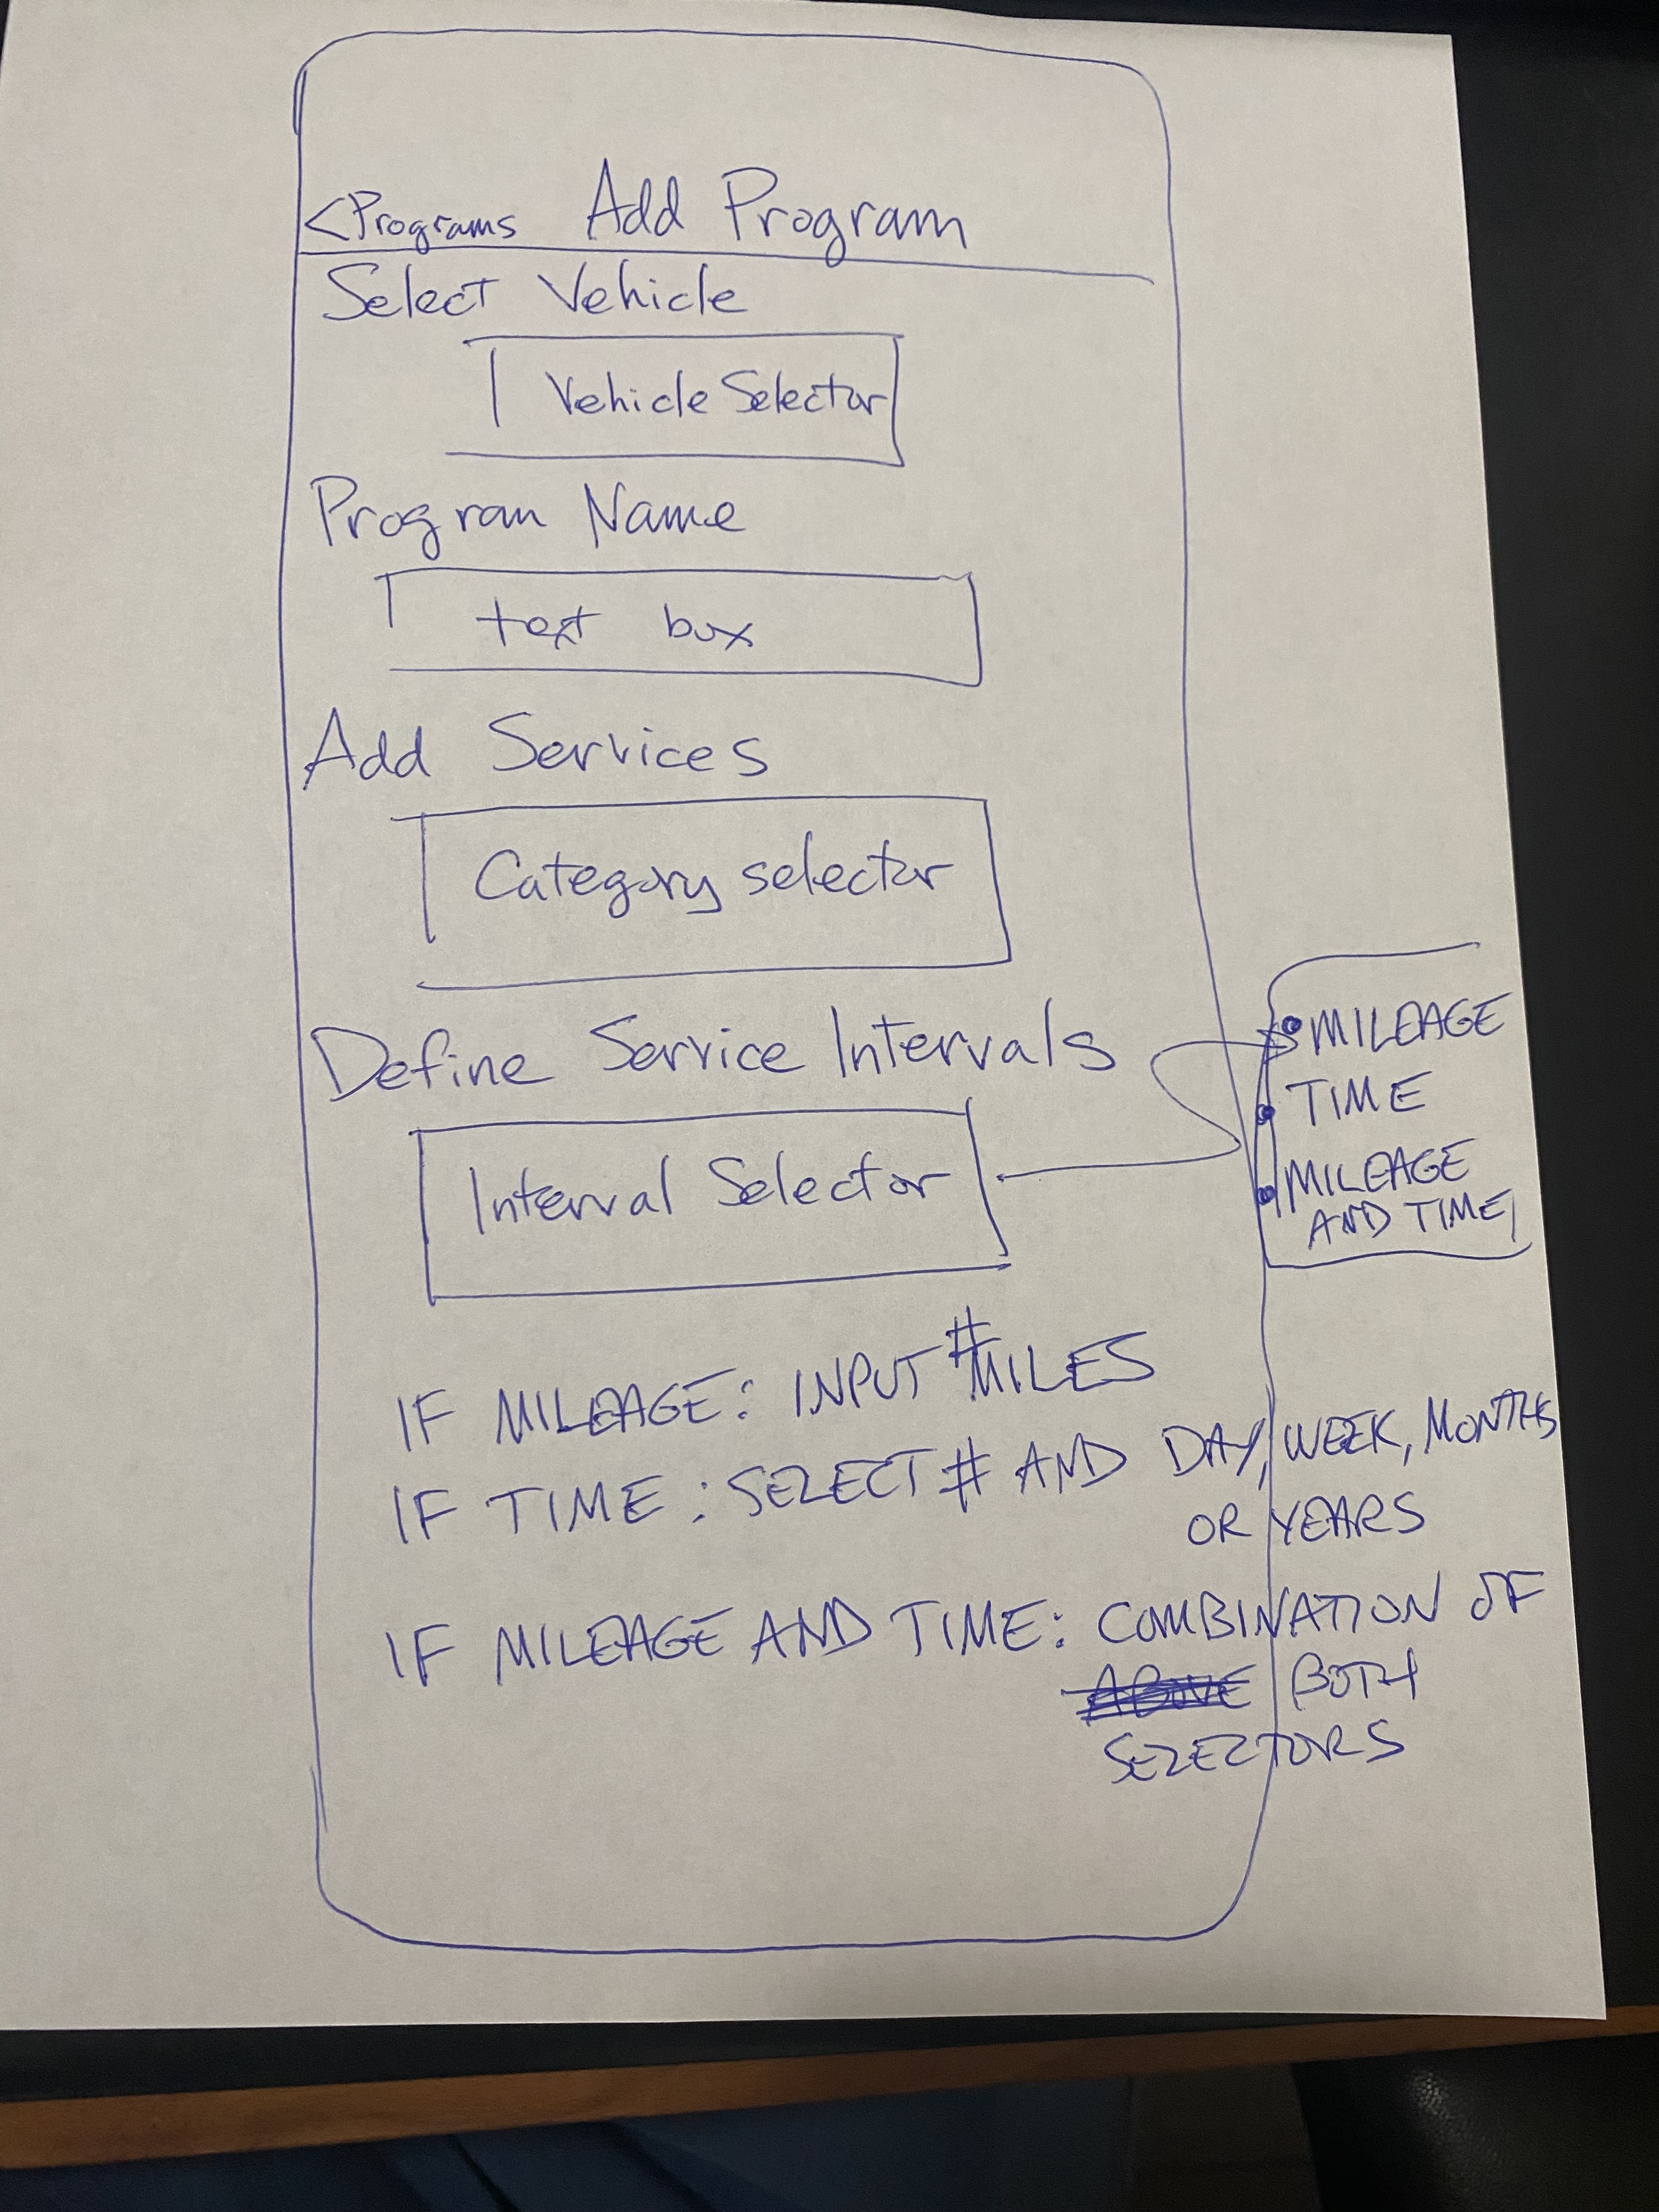 <Programs Add Program
Select Vehicle
Vehicle Selector
Program Name
text box
Add Services
Category selector
Define Service Intervals
Interval Selector
• MILEAGE
• TIME
• MILEAGE
AND TIME
IF MILEAGE: INPUT # MILES
IF TIME: SELECT # AND DAY, WEEK, MONTHS
OR YEARS
IF MILEAGE AND TIME: COMBINATION OF
ABOVE BOTH
SELECTORS